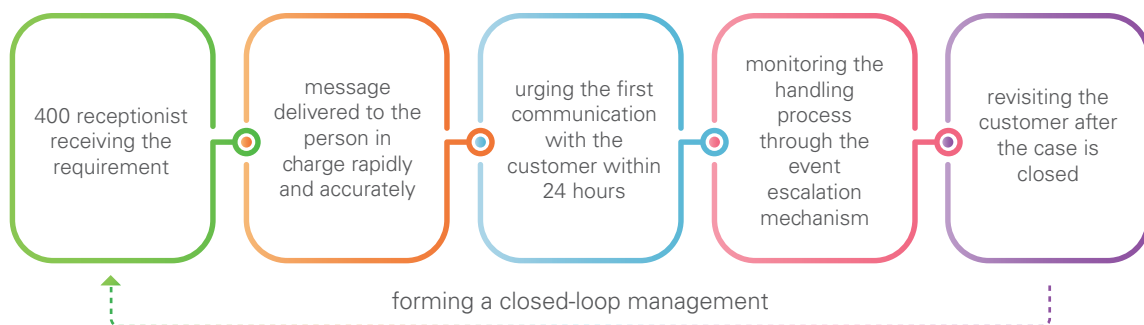 400 receptionist
receiving the
requirement
message
delivered to the
person in
charge rapidly
and accurately
urging the first
communication
with the
customer within
24 hours
monitoring the
handling
process
through the
event
escalation
mechanism
revisiting the
customer after
the case is
closed
forming a closed-loop management